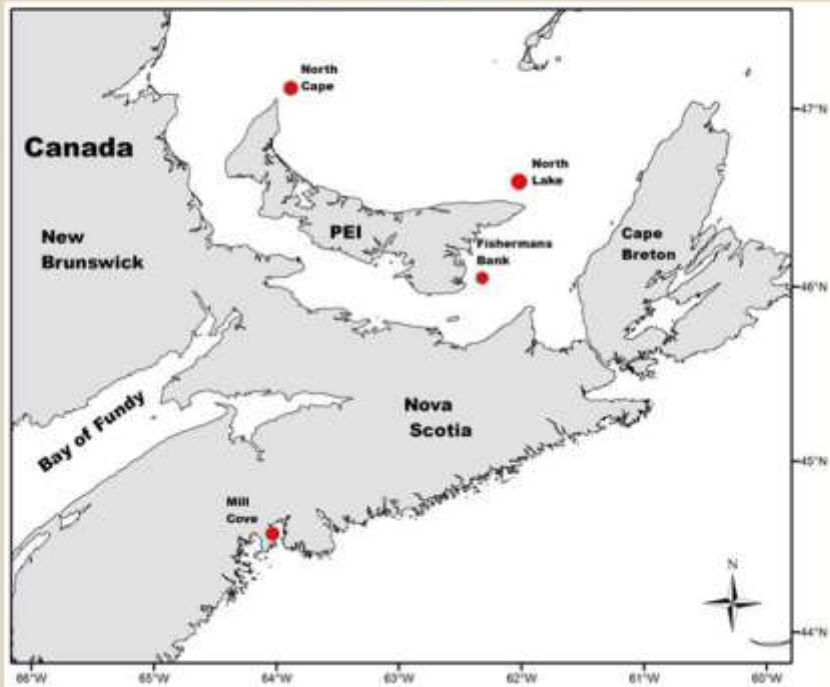 North
Cape
47°N
Canada
North
Lake
New
Brunswick
PEI
Cape
Breton
Fishermans
Bank
46°N
Bay of Fundy
Nova
Scotia
45°N
Mill
Cove
N
44°N
66°W
65°W
64°W
63°W
62°W
61°W
60°W